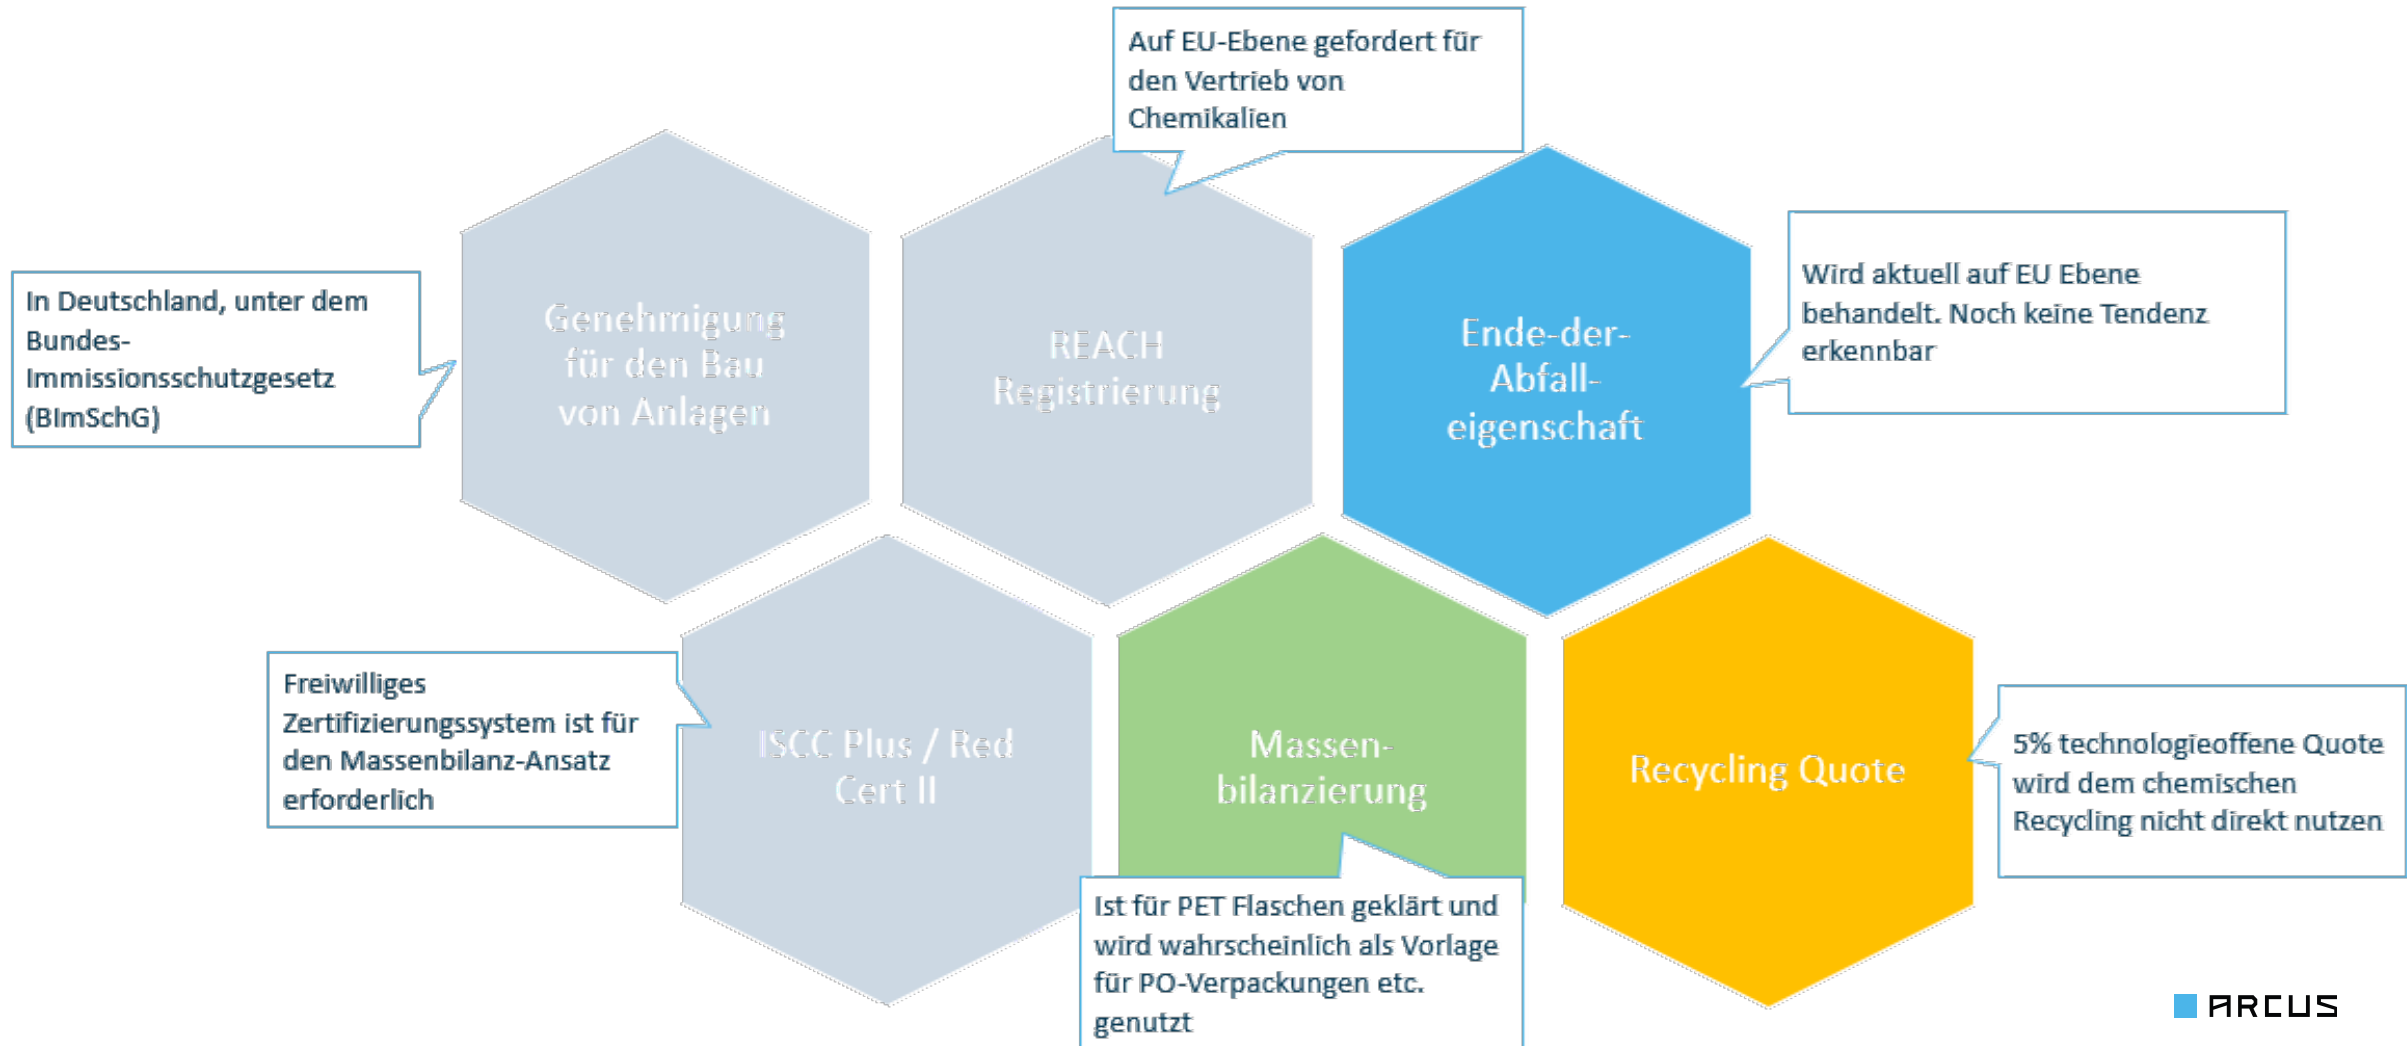 Auf EU-Ebene gefordert für
den Vertrieb von
Chemikalien
In Deutschland, unter dem
Bundes-
Immissionsschutzgesetz
(BImSchG)
Genehmigung
für den Bau
von Anlagen
REACH
Registrierung
Ende-der-
Abfall-
eigenschaft
Wird aktuell auf EU Ebene
behandelt. Noch keine Tendenz
erkennbar
Freiwilliges
Zertifizierungssystem ist für
den Massenbilanz-Ansatz
erforderlich
ISCC Plus / Red
Cert II
Massen-
bilanzierung
Ist für PET Flaschen geklärt und
wird wahrscheinlich als Vorlage
für PO-Verpackungen etc.
genutzt
Recycling Quote
5% technologieoffene Quote
wird dem chemischen
Recycling nicht direkt nutzen
ARCUS